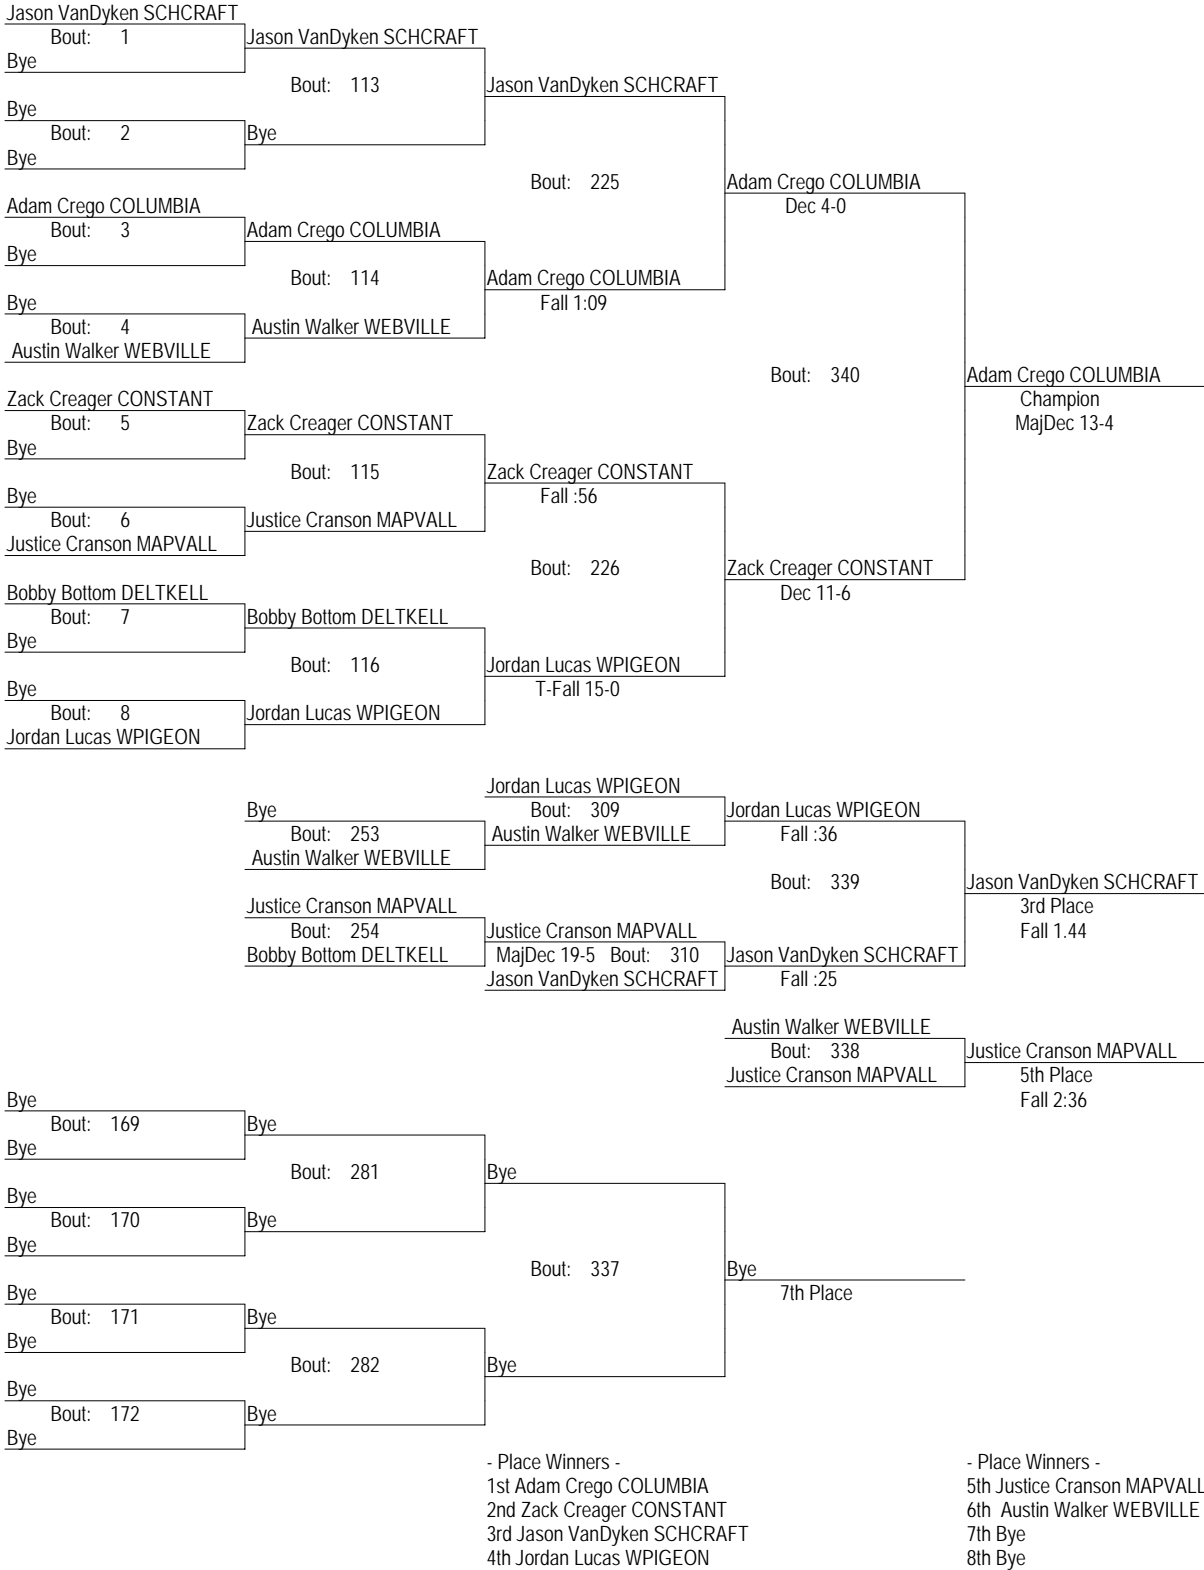 Jason VanDyken SCHCRAFT
Bout: 1
Jason VanDyken SCHCRAFT
Bye
Bout: 113
Jason VanDyken SCHCRAFT
Bye
Bout: 2
Bye
Bye
Bout: 225
Adam Crego COLUMBIA
Dec 4-0
Adam Crego COLUMBIA
Bout: 3
Adam Crego COLUMBIA
Bye
Bout: 114
Adam Crego COLUMBIA
Fall 1:09
Bye
Bout: 4
Austin Walker WEBVILLE
Austin Walker WEBVILLE
Bout: 340
Adam Crego COLUMBIA
Champion
MajDec 13-4
Zack Creager CONSTANT
Bout: 5
Zack Creager CONSTANT
Bye
Bout: 115
Zack Creager CONSTANT
Fall :56
Bye
Bout: 6
Justice Cranson MAPVALL
Justice Cranson MAPVALL
Bout: 226
Zack Creager CONSTANT
Dec 11-6
Bobby Bottom DELTKELL
Bout: 7
Bobby Bottom DELTKELL
Bye
Bout: 116
Jordan Lucas WPIGEON
T-Fall 15-0
Bye
Bout: 8
Jordan Lucas WPIGEON
Jordan Lucas WPIGEON
Jordan Lucas WPIGEON
Bye
Bout: 309
Jordan Lucas WPIGEON
Bout: 253
Austin Walker WEBVILLE
Fall :36
Austin Walker WEBVILLE
Bout: 339
Jason VanDyken SCHCRAFT
3rd Place
Fall 1.44
Justice Cranson MAPVALL
Bout: 254
Justice Cranson MAPVALL
Bobby Bottom DELTKELL
MajDec 19-5 Bout: 310
Jason VanDyken SCHCRAFT
Jason VanDyken SCHCRAFT
Fall :25
Austin Walker WEBVILLE
Bout: 338
Justice Cranson MAPVALL
Justice Cranson MAPVALL
5th Place
Fall 2:36
Bye
Bout: 169
Bye
Bye
Bout: 281
Bye
Bye
Bout: 170
Bye
Bye
Bout: 337
Bye
7th Place
Bye
Bout: 171
Bye
Bye
Bout: 282
Bye
Bye
Bout: 172
Bye
Bye
- Place Winners -
1st Adam Crego COLUMBIA
2nd Zack Creager CONSTANT
3rd Jason VanDyken SCHCRAFT
4th Jordan Lucas WPIGEON
- Place Winners -
5th Justice Cranson MAPVALL
6th Austin Walker WEBVILLE
7th Bye
8th Bye